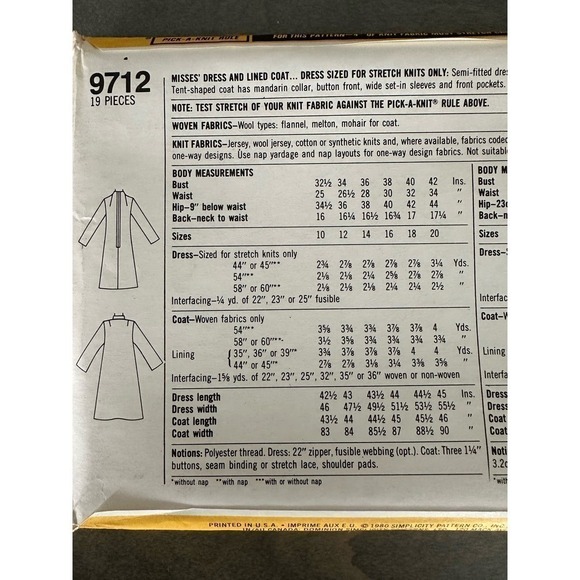 PICK-A-KNIT RULE
9712
19 PIECES
MISSES' DRESS AND LINED COAT... DRESS SIZED FOR STRETCH KNITS ONLY: Semi-fitted dre
Tent-shaped coat has mandarin collar, button front, wide set-in sleeves and front pockets.
NOTE: TEST STRETCH OF YOUR KNIT FABRIC AGAINST THE PICK-A-KNIT® RULE ABOVE.
WOVEN FABRICS–Wool types: flannel, melton, mohair for coat.
KNIT FABRICS–Jersey, wool jersey, cotton or synthetic knits and, where available, fabrics coded
one-way designs. Use nap yardage and nap layouts for one-way design fabrics. Not suitabl
BODY MEASUREMENTS
Bust 32½ 34 36 38 40 42 Ins.
Waist 25 26½ 28 30 32 34 "
Hip–9" below waist 34½ 36 38 40 42 44 "
Back–neck to waist 16 16¼ 16½ 16¾ 17 17¼ "
Sizes 10 12 14 16 18 20
Dress–Sized for stretch knits only
44" or 45"** 2¾ 2⅞ 2⅞ 2⅞ 2⅞ 3¼ Yds.
54"** 2⅛ 2⅛ 2¼ 2⅝ 2⅞ 2⅞ "
58" or 60"** 2⅛ 2⅛ 2⅛ 2¼ 2¼ 2½ "
Interfacing–¼ yd. of 22", 23" or 25" fusible
Coat–Woven fabrics only
54"** 3⅝ 3¾ 3¾ 3⅞ 3⅞ 4 Yds.
58" or 60"** 3½ 3⅝ 3¾ 3¾ 3⅞ 4 "
Lining { 35", 36" or 39"* 3¾ 3⅞ 3⅞ 3⅞ 4 4 Yds.
44" or 45"* 2⅞ 2⅞ 3⅛ 3¼ 3⅜ 3⅝ "
Interfacing–1⅝ yds. of 22", 23", 25", 32", 35" or 36" woven or non-woven
Dress length 42½ 43 43½ 44 44½ 45 Ins.
Dress width 46 47½ 49½ 51½ 53½ 55½ "
Coat length 43½ 44 44½ 45 45½ 46 "
Coat width 83 84 85½ 87 88½ 90 "
Notions: Polyester thread. Dress: 22" zipper, fusible webbing (opt.). Coat: Three 1¼"
buttons, seam binding or stretch lace, shoulder pads.
*without nap **with nap ***with or without nap
BODY M
Bust
Waist
Hip–23c
Back–n
Sizes
Dress–S
Interfaci
Coat–W
Lining
Interfaci
Dress
Dress
Coat
Coat
Notio
3.2c
*with
PRINTED IN U.S.A. • IMPRIME AUX E.U. © 1980 SIMPLICITY PATTERN CO., INC.